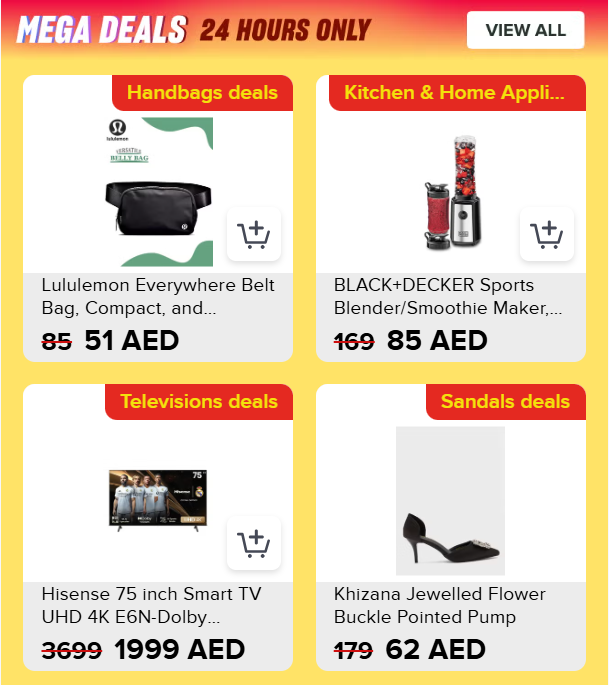 MEGA DEALS 24 HOURS ONLY
VIEW ALL
Handbags deals
lululemon
BELLY BAG
Lululemon Everywhere Belt
Bag, Compact, and...
85 51 AED
Kitchen & Home Appli...
BLACK+DECKER Sports
Blender/Smoothie Maker,...
169 85 AED
Televisions deals
75"
Hisense
Hisense 75 inch Smart TV
UHD 4K E6N-Dolby...
3699 1999 AED
Sandals deals
Khizana Jewelled Flower
Buckle Pointed Pump
179 62 AED